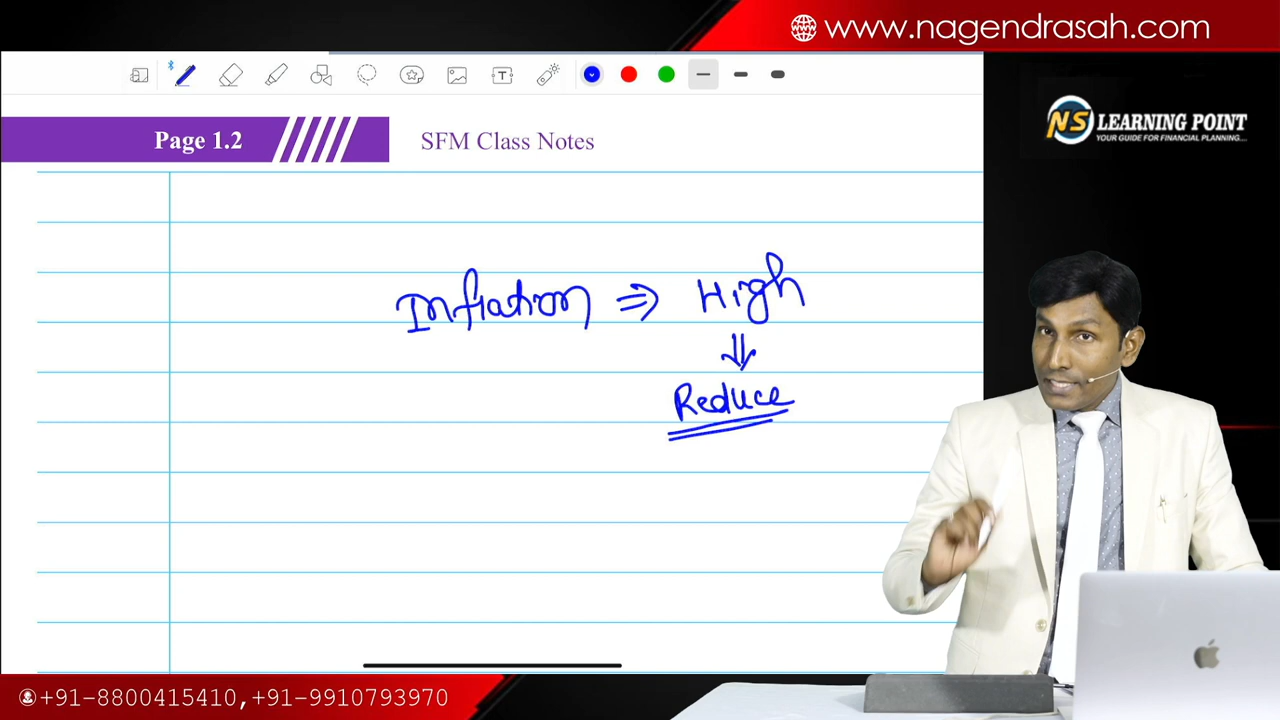 www.nagendrasah.com
T
NS LEARNING POINT
YOUR GUIDE FOR FINANCIAL PLANNING....
Page 1.2
SFM Class Notes
Inflation ⇒ High
⇓
Reduce
+91-8800415410,+91-9910793970